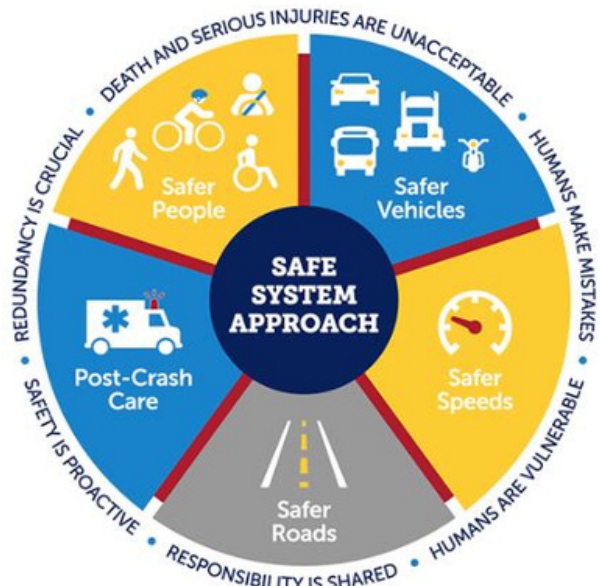 DEATH AND SERIOUS INJURIES ARE UNACCEPTABLE
HUMANS MAKE MISTAKES
HUMANS ARE VULNERABLE
RESPONSIBILITY IS SHARED
SAFETY IS PROACTIVE
REDUNDANCY IS CRUCIAL
Safer
People
Safer
Vehicles
SAFE
SYSTEM
APPROACH
Post-Crash
Care
Safer
Speeds
Safer
Roads